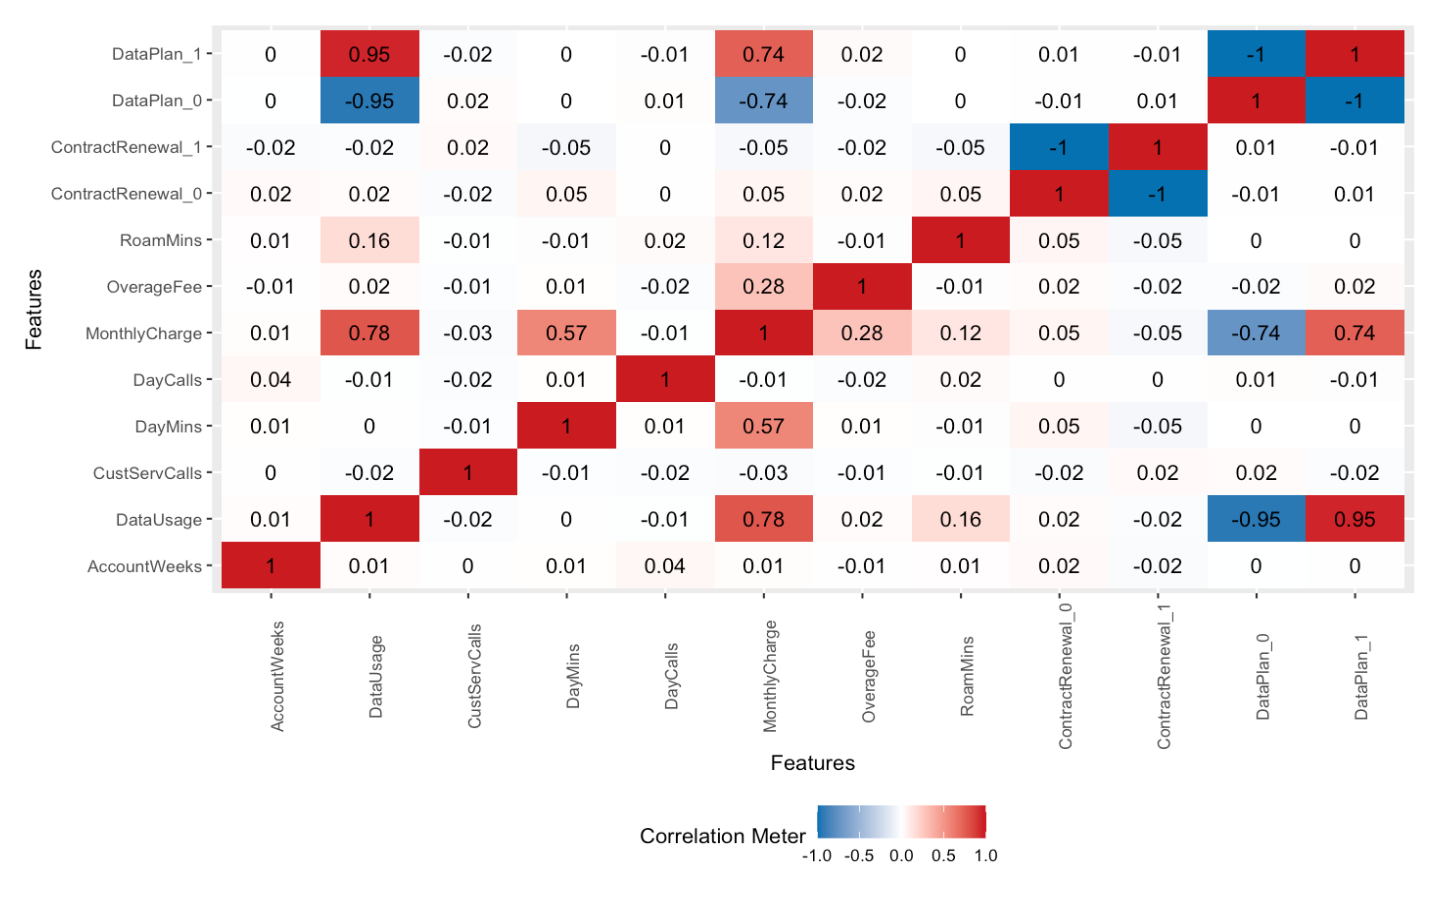 DataPlan_1 0 0.95 -0.02 0 -0.01 0.74 0.02 0 0.01 -0.01 -1 1
DataPlan_0 0 -0.95 0.02 0 0.01 -0.74 -0.02 0 -0.01 0.01 1 -1
ContractRenewal_1 -0.02 -0.02 0.02 -0.05 0 -0.05 -0.02 -0.05 -1 1 0.01 -0.01
ContractRenewal_0 0.02 0.02 -0.02 0.05 0 0.05 0.02 0.05 1 -1 -0.01 0.01
RoamMins 0.01 0.16 -0.01 -0.01 0.02 0.12 -0.01 1 0.05 -0.05 0 0
OverageFee -0.01 0.02 -0.01 0.01 -0.02 0.28 1 -0.01 0.02 -0.02 -0.02 0.02
MonthlyCharge 0.01 0.78 -0.03 0.57 -0.01 1 0.28 0.12 0.05 -0.05 -0.74 0.74
DayCalls 0.04 -0.01 -0.02 0.01 1 -0.01 -0.02 0.02 0 0 0.01 -0.01
DayMins 0.01 0 -0.01 1 0.01 0.57 0.01 -0.01 0.05 -0.05 0 0
CustServCalls 0 -0.02 1 -0.01 -0.02 -0.03 -0.01 -0.01 -0.02 0.02 0.02 -0.02
DataUsage 0.01 1 -0.02 0 -0.01 0.78 0.02 0.16 0.02 -0.02 -0.95 0.95
AccountWeeks 1 0.01 0 0.01 0.04 0.01 -0.01 0.01 0.02 -0.02 0 0
Features
AccountWeeks
DataUsage
CustServCalls
DayMins
DayCalls
MonthlyCharge
OverageFee
RoamMins
ContractRenewal_0
ContractRenewal_1
DataPlan_0
DataPlan_1
Features
Correlation Meter
-1.0 -0.5 0.0 0.5 1.0